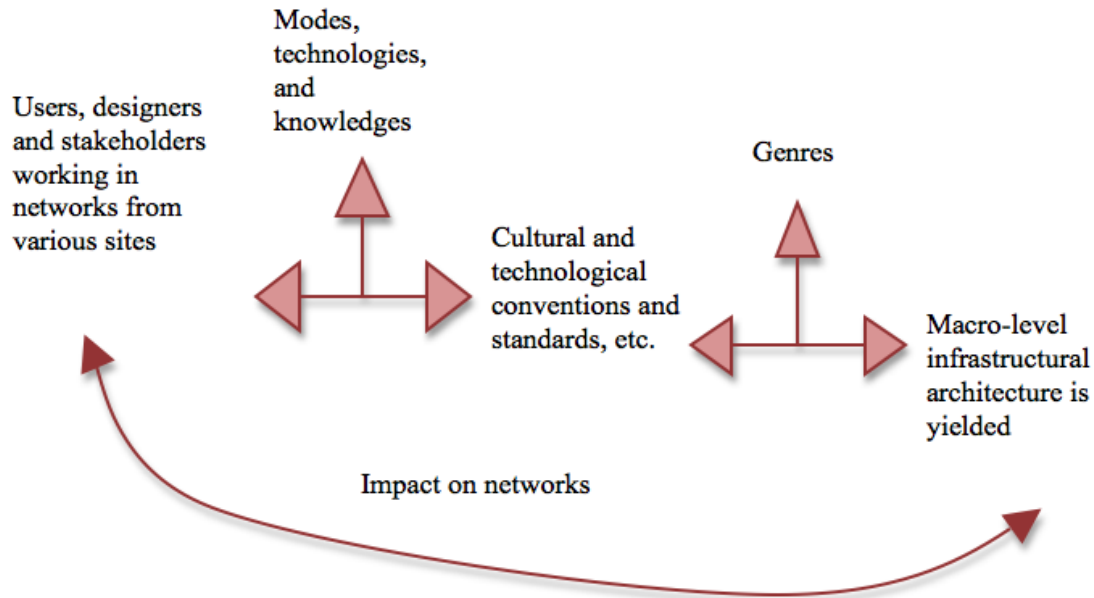 Modes,
technologies,
and
knowledges
Users, designers
and stakeholders
working in
networks from
various sites
Genres
Cultural and
technological
conventions and
standards, etc.
Macro-level
infrastructural
architecture is
yielded
Impact on networks